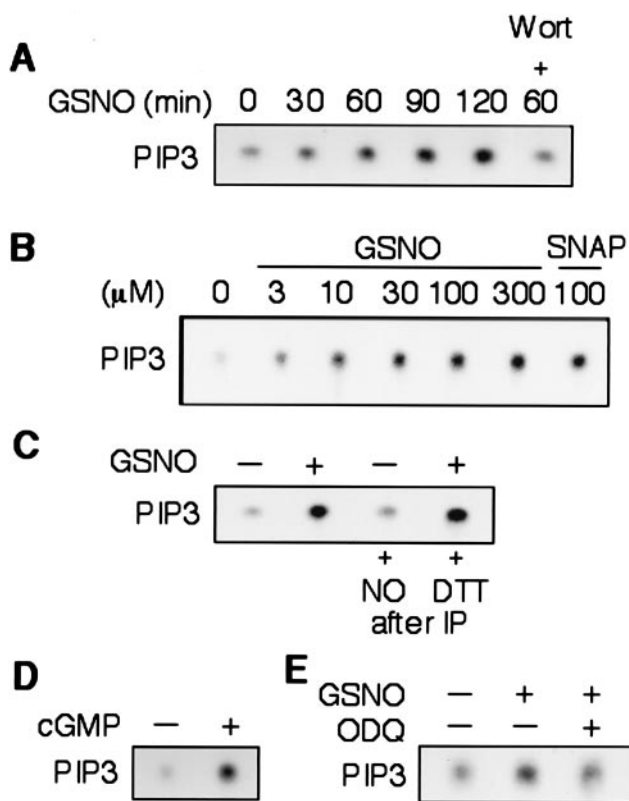 Wort
A +
GSNO (min) 0 30 60 90 120 60
PIP3
B GSNO SNAP
(μM) 0 3 10 30 100 300 100
PIP3
C
GSNO – + – +
PIP3
+ +
NO DTT
after IP
D
cGMP – +
PIP3
E
GSNO – + +
ODQ – – +
PIP3